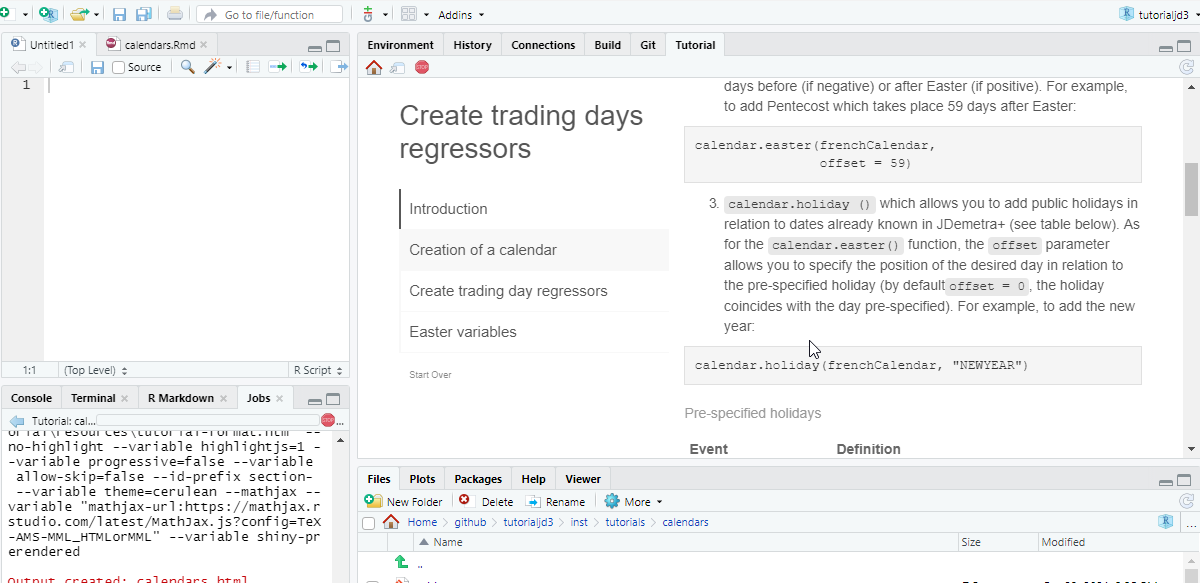 Go to file/function
Addins
tutorialjd3
Untitled1
calendars.Rmd
Source
1
1:1
(Top Level)
R Script
Console
Terminal
R Markdown
Jobs
Tutorial: cal...
STOP
no-highlight --variable highlightjs=1 -
-variable progressive=false --variable
allow-skip=false --id-prefix section-
--variable theme=cerulean --mathjax --
variable "mathjax-url:https://mathjax.r
studio.com/latest/MathJax.js?config=TeX
-AMS-MML_HTMLorMML" --variable shiny-pr
erendered
Output created: calendars.html
Environment
History
Connections
Build
Git
Tutorial
STOP
Create trading days
regressors
Introduction
Creation of a calendar
Create trading day regressors
Easter variables
Start Over
days before (if negative) or after Easter (if positive). For example,
to add Pentecost which takes place 59 days after Easter:
calendar.easter(frenchCalendar,
offset = 59)
3. calendar.holiday () which allows you to add public holidays in
relation to dates already known in JDemetra+ (see table below). As
for the calendar.easter() function, the offset parameter
allows you to specify the position of the desired day in relation to
the pre-specified holiday (by default offset = 0, the holiday
coincides with the day pre-specified). For example, to add the new
year:
calendar.holiday(frenchCalendar, "NEWYEAR")
Pre-specified holidays
Event
Definition
Files
Plots
Packages
Help
Viewer
New Folder
Delete
Rename
More
Home
github
tutorialjd3
inst
tutorials
calendars
...
Name
Size
Modified
..